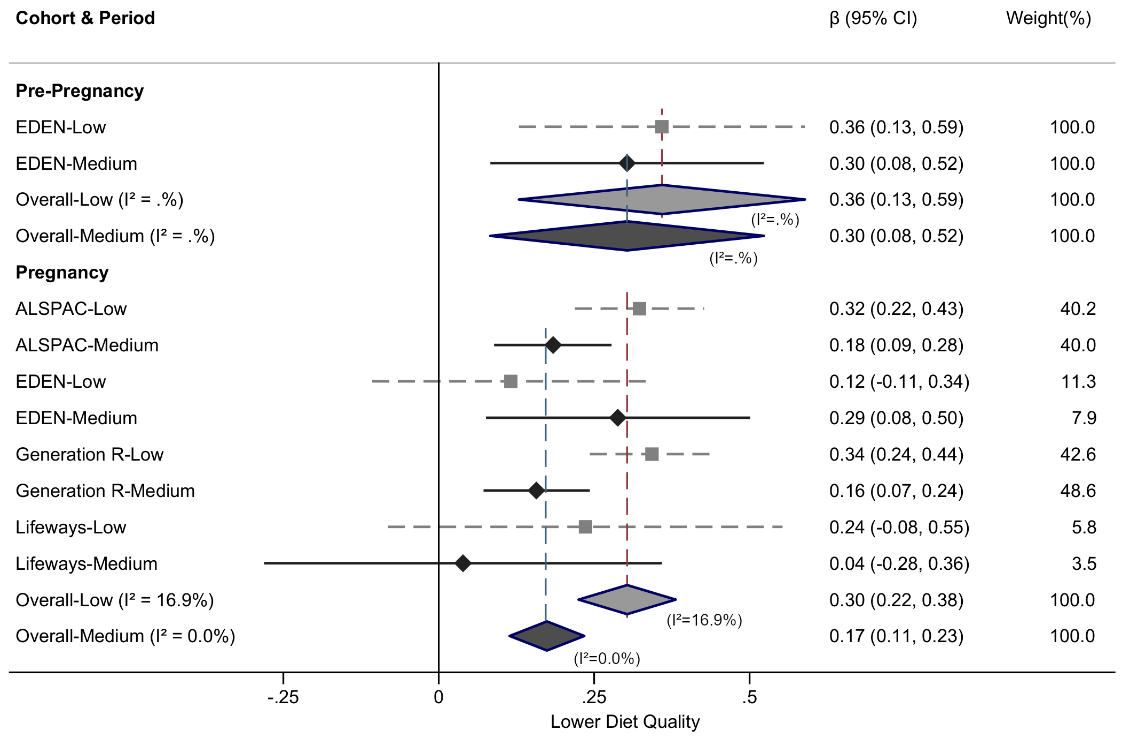 Cohort & Period β (95% CI) Weight(%)
Pre-Pregnancy
EDEN-Low 0.36 (0.13, 0.59) 100.0
EDEN-Medium 0.30 (0.08, 0.52) 100.0
Overall-Low (I² = .%) 0.36 (0.13, 0.59) 100.0
(I²=.%)
Overall-Medium (I² = .%) 0.30 (0.08, 0.52) 100.0
(I²=.%)
Pregnancy
ALSPAC-Low 0.32 (0.22, 0.43) 40.2
ALSPAC-Medium 0.18 (0.09, 0.28) 40.0
EDEN-Low 0.12 (-0.11, 0.34) 11.3
EDEN-Medium 0.29 (0.08, 0.50) 7.9
Generation R-Low 0.34 (0.24, 0.44) 42.6
Generation R-Medium 0.16 (0.07, 0.24) 48.6
Lifeways-Low 0.24 (-0.08, 0.55) 5.8
Lifeways-Medium 0.04 (-0.28, 0.36) 3.5
Overall-Low (I² = 16.9%) 0.30 (0.22, 0.38) 100.0
(I²=16.9%)
Overall-Medium (I² = 0.0%) 0.17 (0.11, 0.23) 100.0
(I²=0.0%)
-.25 0 .25 .5
Lower Diet Quality